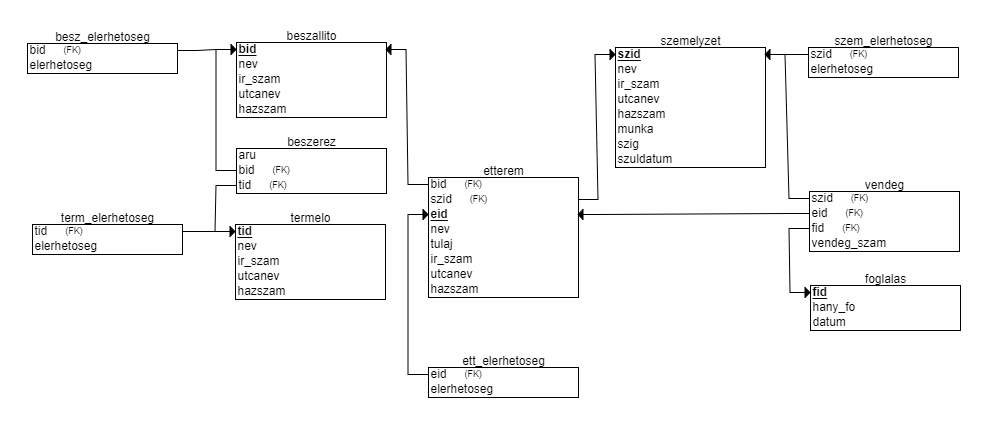 besz_elerhetoseg
bid (FK)
elerhetoseg
beszallito
bid
nev
ir_szam
utcanev
hazszam
beszerez
aru
bid (FK)
tid (FK)
term_elerhetoseg
tid (FK)
elerhetoseg
termelo
tid
nev
ir_szam
utcanev
hazszam
etterem
bid (FK)
szid (FK)
eid
nev
tulaj
ir_szam
utcanev
hazszam
ett_elerhetoseg
eid (FK)
elerhetoseg
szemelyzet
szid
nev
ir_szam
utcanev
hazszam
munka
szig
szuldatum
szem_elerhetoseg
szid (FK)
elerhetoseg
vendeg
szid (FK)
eid (FK)
fid (FK)
vendeg_szam
foglalas
fid
hany_fo
datum